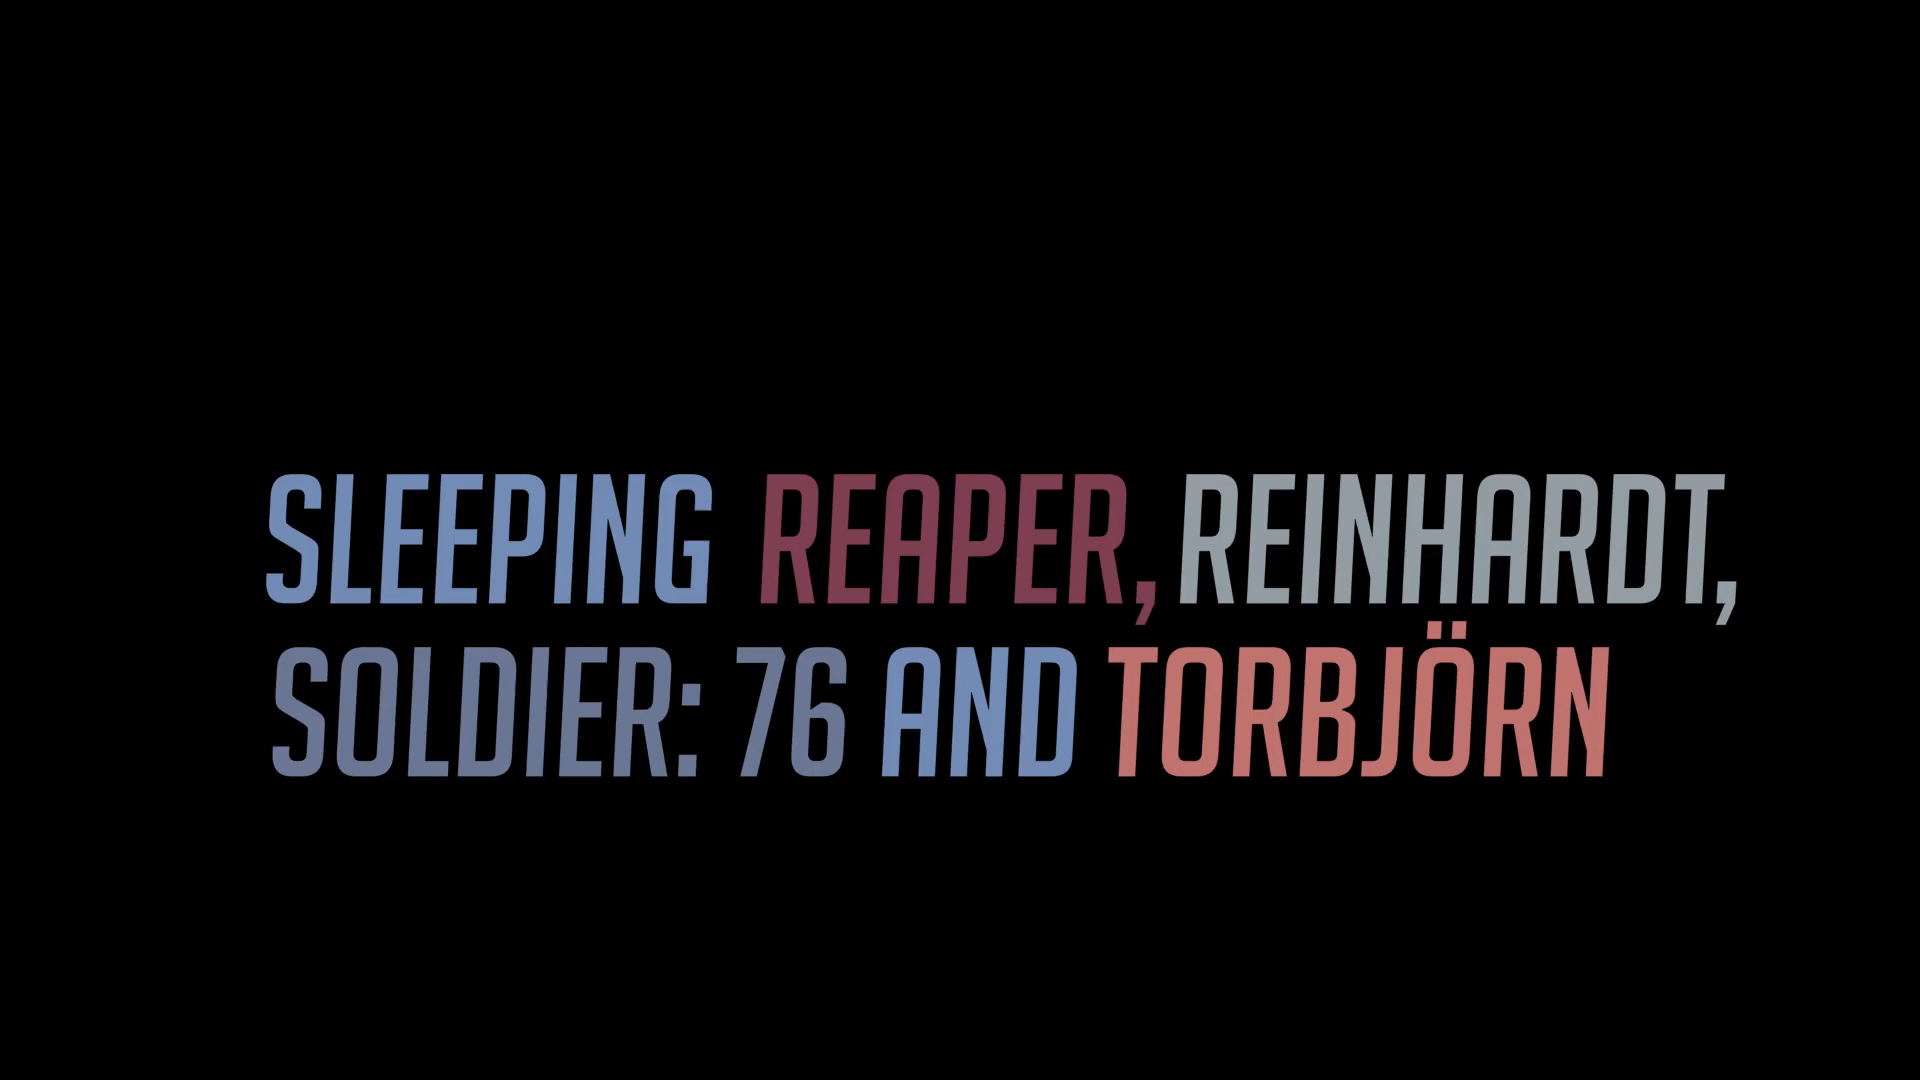 SLEEPING REAPER, REINHARDT,
SOLDIER: 76 AND TORBJÖRN